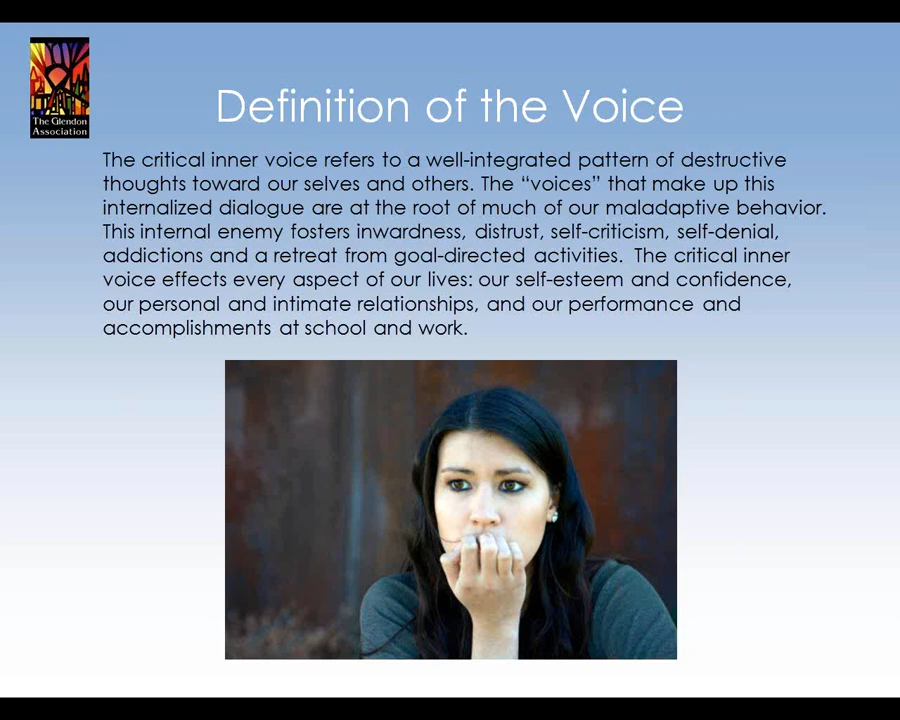 The Glendon
Association
Definition of the Voice
The critical inner voice refers to a well-integrated pattern of destructive
thoughts toward our selves and others. The “voices” that make up this
internalized dialogue are at the root of much of our maladaptive behavior.
This internal enemy fosters inwardness, distrust, self-criticism, self-denial,
addictions and a retreat from goal-directed activities.  The critical inner
voice effects every aspect of our lives: our self-esteem and confidence,
our personal and intimate relationships, and our performance and
accomplishments at school and work.